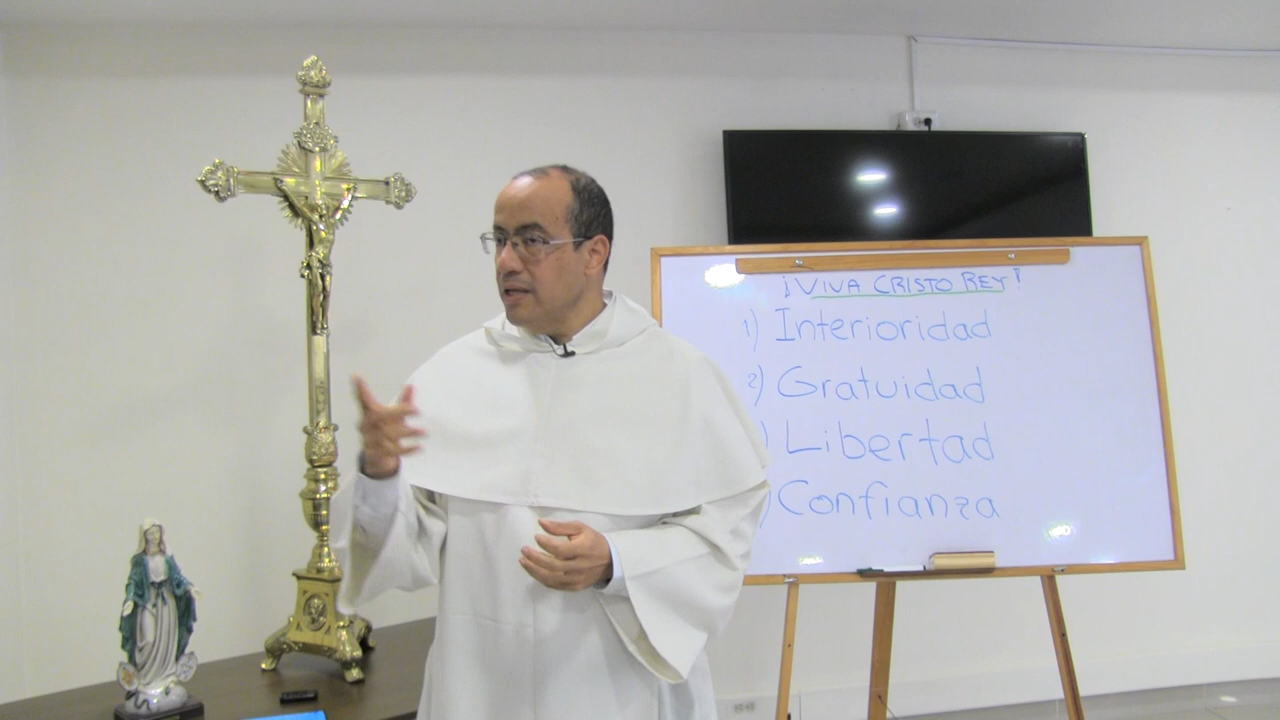 ¡VIVA CRISTO REY!
1) Interioridad
2) Gratuidad
) Libertad
) Confianza